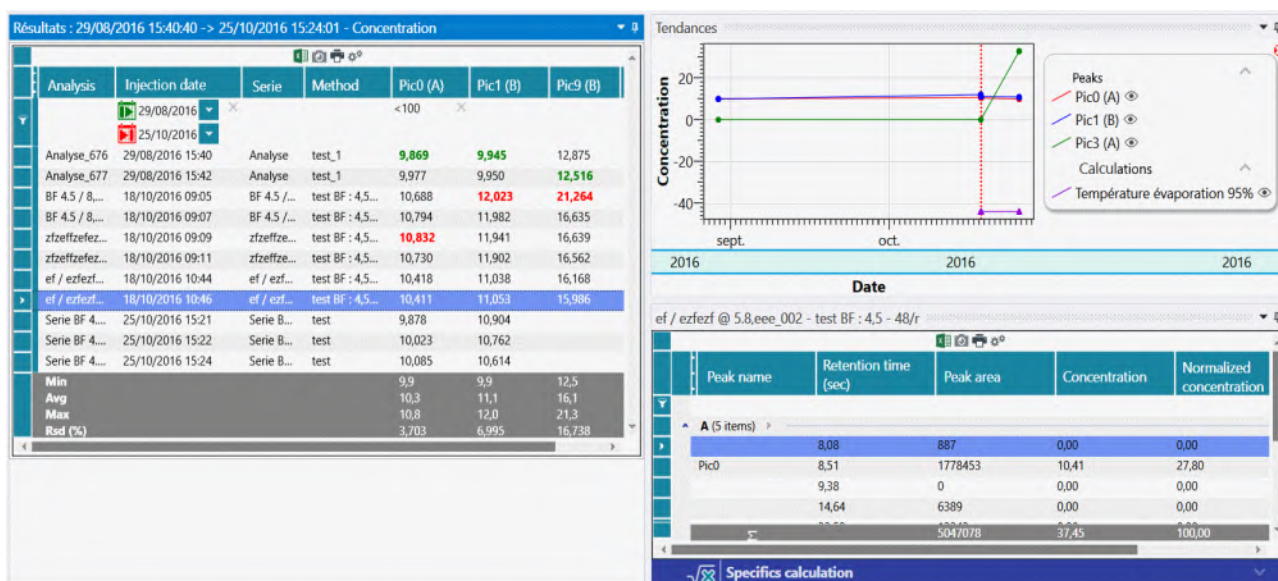 Résultats : 29/08/2016 15:40:40 -> 25/10/2016 15:24:01 - Concentration
Analysis Injection date Serie Method Pic0 (A) Pic1 (B) Pic9 (B)
29/08/2016 <100
25/10/2016
Analyse_676 29/08/2016 15:40 Analyse test_1 9,869 9,945 12,875
Analyse_677 29/08/2016 15:42 Analyse test_1 9,977 9,950 12,516
BF 4.5 / 8,... 18/10/2016 09:05 BF 4.5 /... test BF : 4,5... 10,688 12,023 21,264
BF 4.5 / 8,... 18/10/2016 09:07 BF 4.5 /... test BF : 4,5... 10,794 11,982 16,635
zfzeffzefez... 18/10/2016 09:09 zfzeffze... test BF : 4,5... 10,832 11,941 16,639
zfzeffzefez... 18/10/2016 09:11 zfzeffze... test BF : 4,5... 10,730 11,902 16,562
ef / ezfezf... 18/10/2016 10:44 ef / ezf... test BF : 4,5... 10,418 11,038 16,168
ef / ezfezf... 18/10/2016 10:46 ef / ezf... test BF : 4,5... 10,411 11,053 15,986
Serie BF 4.... 25/10/2016 15:21 Serie B... test 9,878 10,904
Serie BF 4.... 25/10/2016 15:22 Serie B... test 10,023 10,762
Serie BF 4.... 25/10/2016 15:24 Serie B... test 10,085 10,614
Min 9,9 9,9 12,5
Avg 10,3 11,1 16,1
Max 10,8 12,0 21,3
Rsd (%) 3,703 6,995 16,738
Tendances
Concentration
20
0
-20
-40
sept. oct.
2016 2016 2016
Date
Peaks
Pic0 (A)
Pic1 (B)
Pic3 (A)
Calculations
Température évaporation 95%
ef / ezfezf @ 5.8,eee_002 - test BF : 4,5 - 48/r
Peak name Retention time (sec) Peak area Concentration Normalized concentration
A (5 items)
8,08 887 0,00 0,00
Pic0 8,51 1778453 10,41 27,80
9,38 0 0,00 0,00
14,64 6389 0,00 0,00
Σ 5047078 37,45 100,00
Specifics calculation